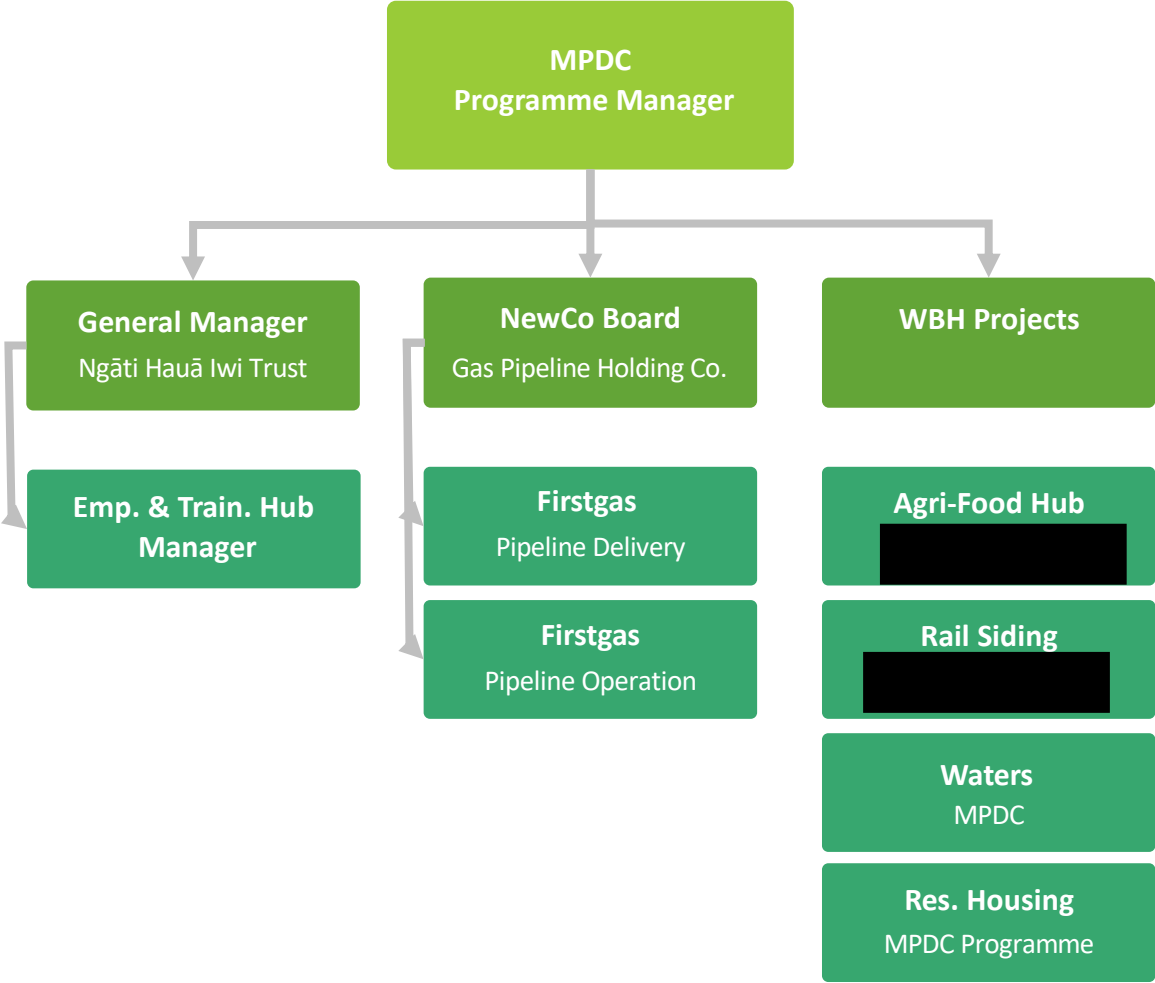 MPDC
Programme Manager
General Manager
Ngāti Hauā Iwi Trust
Emp. & Train. Hub
Manager
NewCo Board
Gas Pipeline Holding Co.
Firstgas
Pipeline Delivery
Firstgas
Pipeline Operation
WBH Projects
Agri-Food Hub
Rail Siding
Waters
MPDC
Res. Housing
MPDC Programme